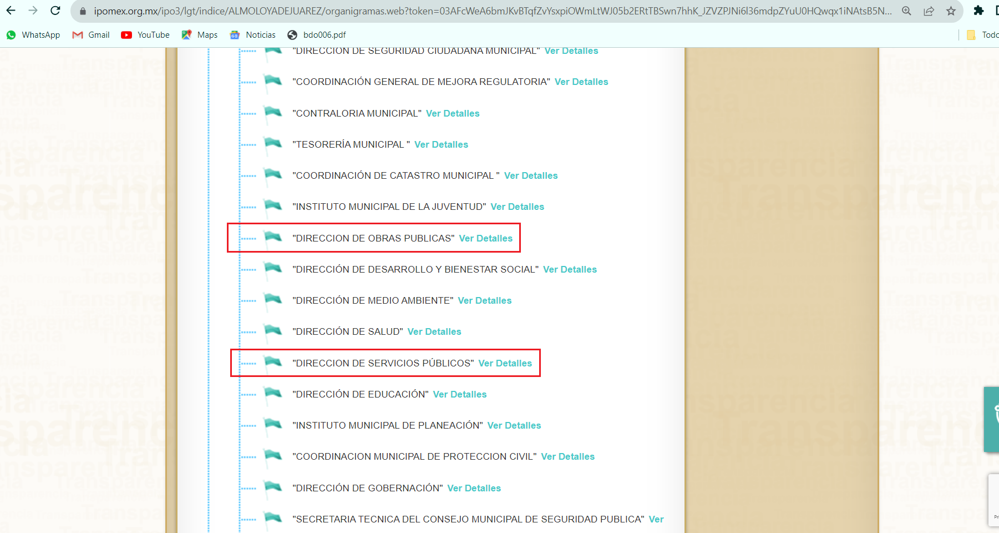 ipomex.org.mx/ipo3/lgt/indice/ALMOLOYADEJUAREZ/organigramas.web?token=03AFcWeA6bmJKvBTqfZvYsxpiOWmLtWJ05b2ERtTBSwn7hhK_JZVZPJNi6l36mdpZYuU0HQwqx1iNAtsB5N...
WhatsApp Gmail YouTube Maps Noticias bdo006.pdf Todo
"DIRECCION DE SEGURIDAD CIUDADANA MUNICIPAL" Ver Detalles
"COORDINACIÓN GENERAL DE MEJORA REGULATORIA" Ver Detalles
"CONTRALORIA MUNICIPAL" Ver Detalles
"TESORERÍA MUNICIPAL " Ver Detalles
"COORDINACIÓN DE CATASTRO MUNICIPAL " Ver Detalles
"INSTITUTO MUNICIPAL DE LA JUVENTUD" Ver Detalles
"DIRECCION DE OBRAS PUBLICAS" Ver Detalles
"DIRECCIÓN DE DESARROLLO Y BIENESTAR SOCIAL" Ver Detalles
"DIRECCIÓN DE MEDIO AMBIENTE" Ver Detalles
"DIRECCIÓN DE SALUD" Ver Detalles
"DIRECCION DE SERVICIOS PÚBLICOS" Ver Detalles
"DIRECCIÓN DE EDUCACIÓN" Ver Detalles
"INSTITUTO MUNICIPAL DE PLANEACIÓN" Ver Detalles
"COORDINACION MUNICIPAL DE PROTECCION CIVIL" Ver Detalles
"DIRECCIÓN DE GOBERNACIÓN" Ver Detalles
"SECRETARIA TECNICA DEL CONSEJO MUNICIPAL DE SEGURIDAD PUBLICA" Ver